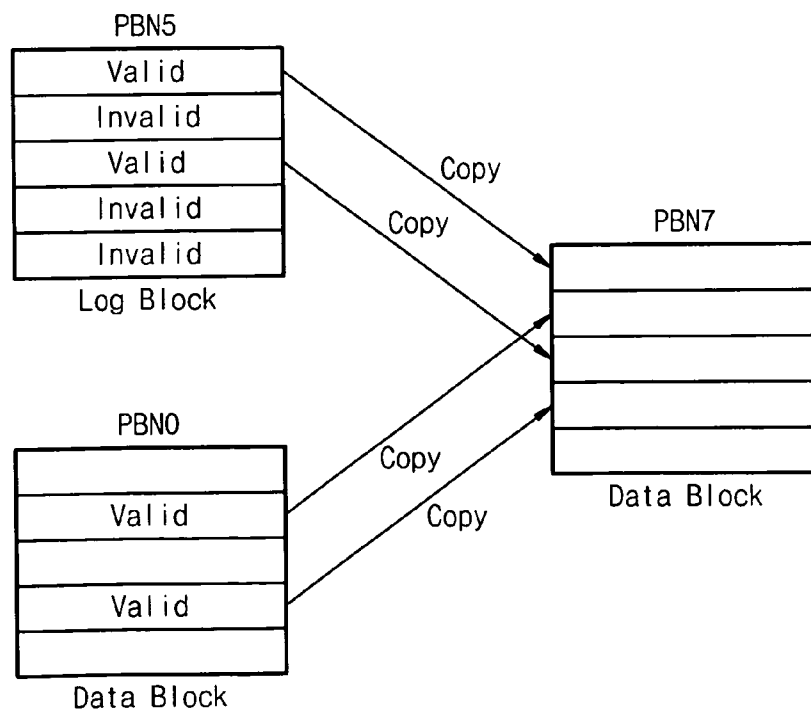 PBN5
Valid
Invalid
Valid
Invalid
Invalid
Log Block
Copy
Copy
PBN7
Data Block
PBN0
Valid
Valid
Data Block
Copy
Copy